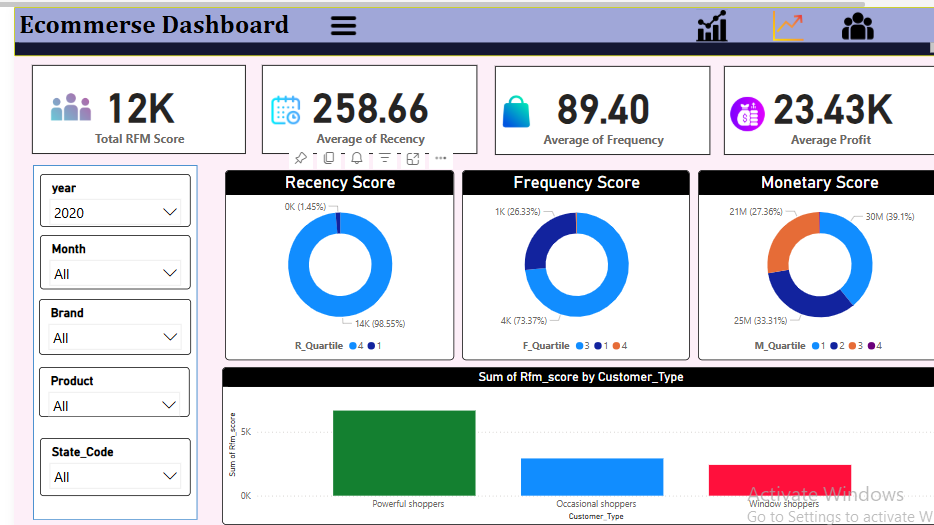 Ecommerse Dashboard
12K
Total RFM Score
258.66
Average of Recency
89.40
Average of Frequency
23.43K
Average Profit
year
2020
Month
All
Brand
All
Product
All
State_Code
All
Recency Score
0K (1.45%)
14K (98.55%)
R_Quartile 4 1
Frequency Score
1K (26.33%)
4K (73.37%)
F_Quartile 3 1 4
Monetary Score
21M (27.36%)
30M (39.1%)
25M (33.31%)
M_Quartile 1 2 3 4
Sum of Rfm_score by Customer_Type
Sum of Rfm_score
5K
0K
Powerful shoppers
Occasional shoppers
Window shoppers
Customer_Type
Activate Windows
Go to Settings to activate W